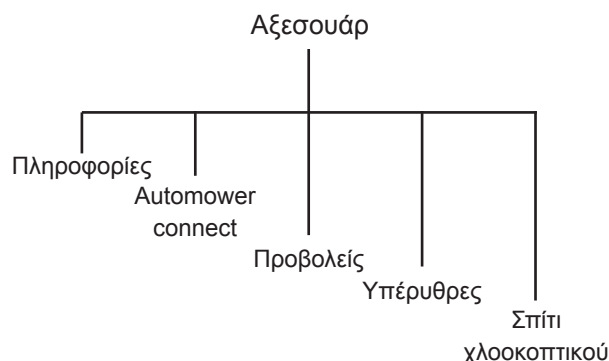 Αξεσουάρ
Πληροφορίες
Automower
connect
Προβολείς
Υπέρυθρες
Σπίτι
χλοοκοπτικού